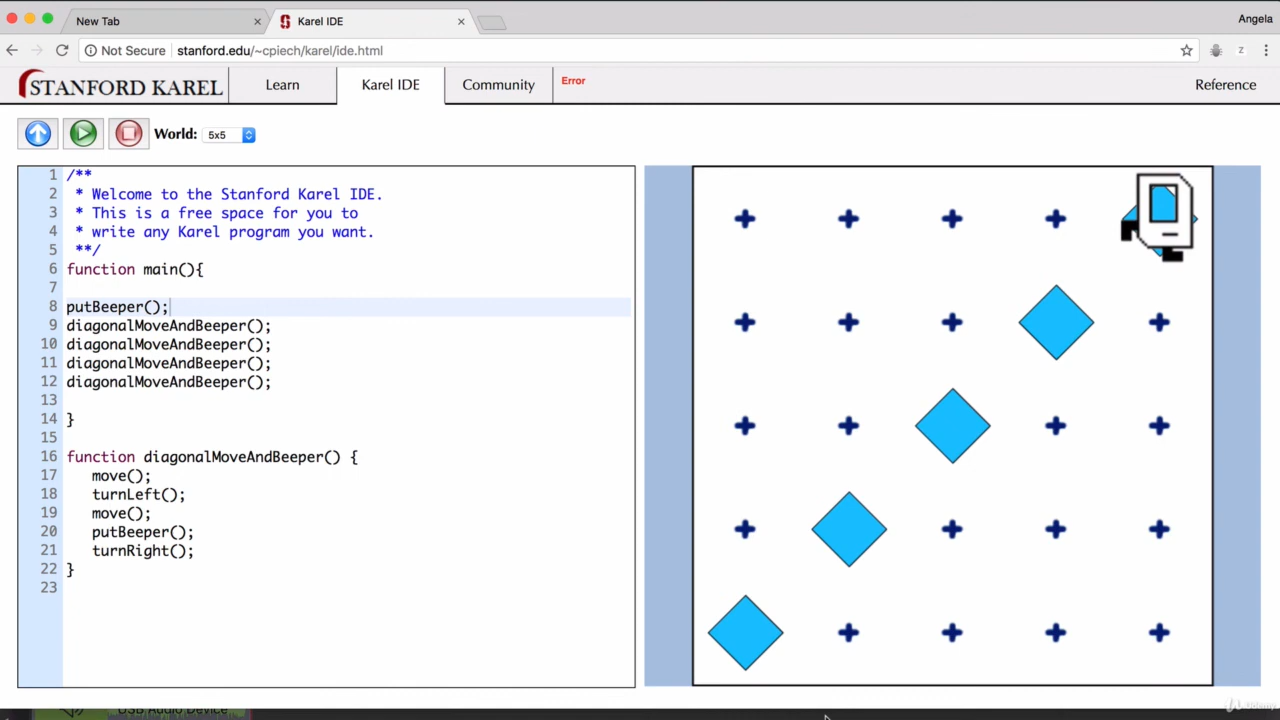 New Tab
Karel IDE
Angela
Not Secure stanford.edu/~cpiech/karel/ide.html
Z
STANFORD KAREL
Learn
Karel IDE
Community
Error
Reference
World: 5x5
1 /**
2 * Welcome to the Stanford Karel IDE.
3 * This is a free space for you to
4 * write any Karel program you want.
5 **/
6 function main(){
7
8 putBeeper();
9 diagonalMoveAndBeeper();
10 diagonalMoveAndBeeper();
11 diagonalMoveAndBeeper();
12 diagonalMoveAndBeeper();
13
14 }
15
16 function diagonalMoveAndBeeper() {
17 move();
18 turnLeft();
19 move();
20 putBeeper();
21 turnRight();
22 }
23
USB Audio Device
Udemy